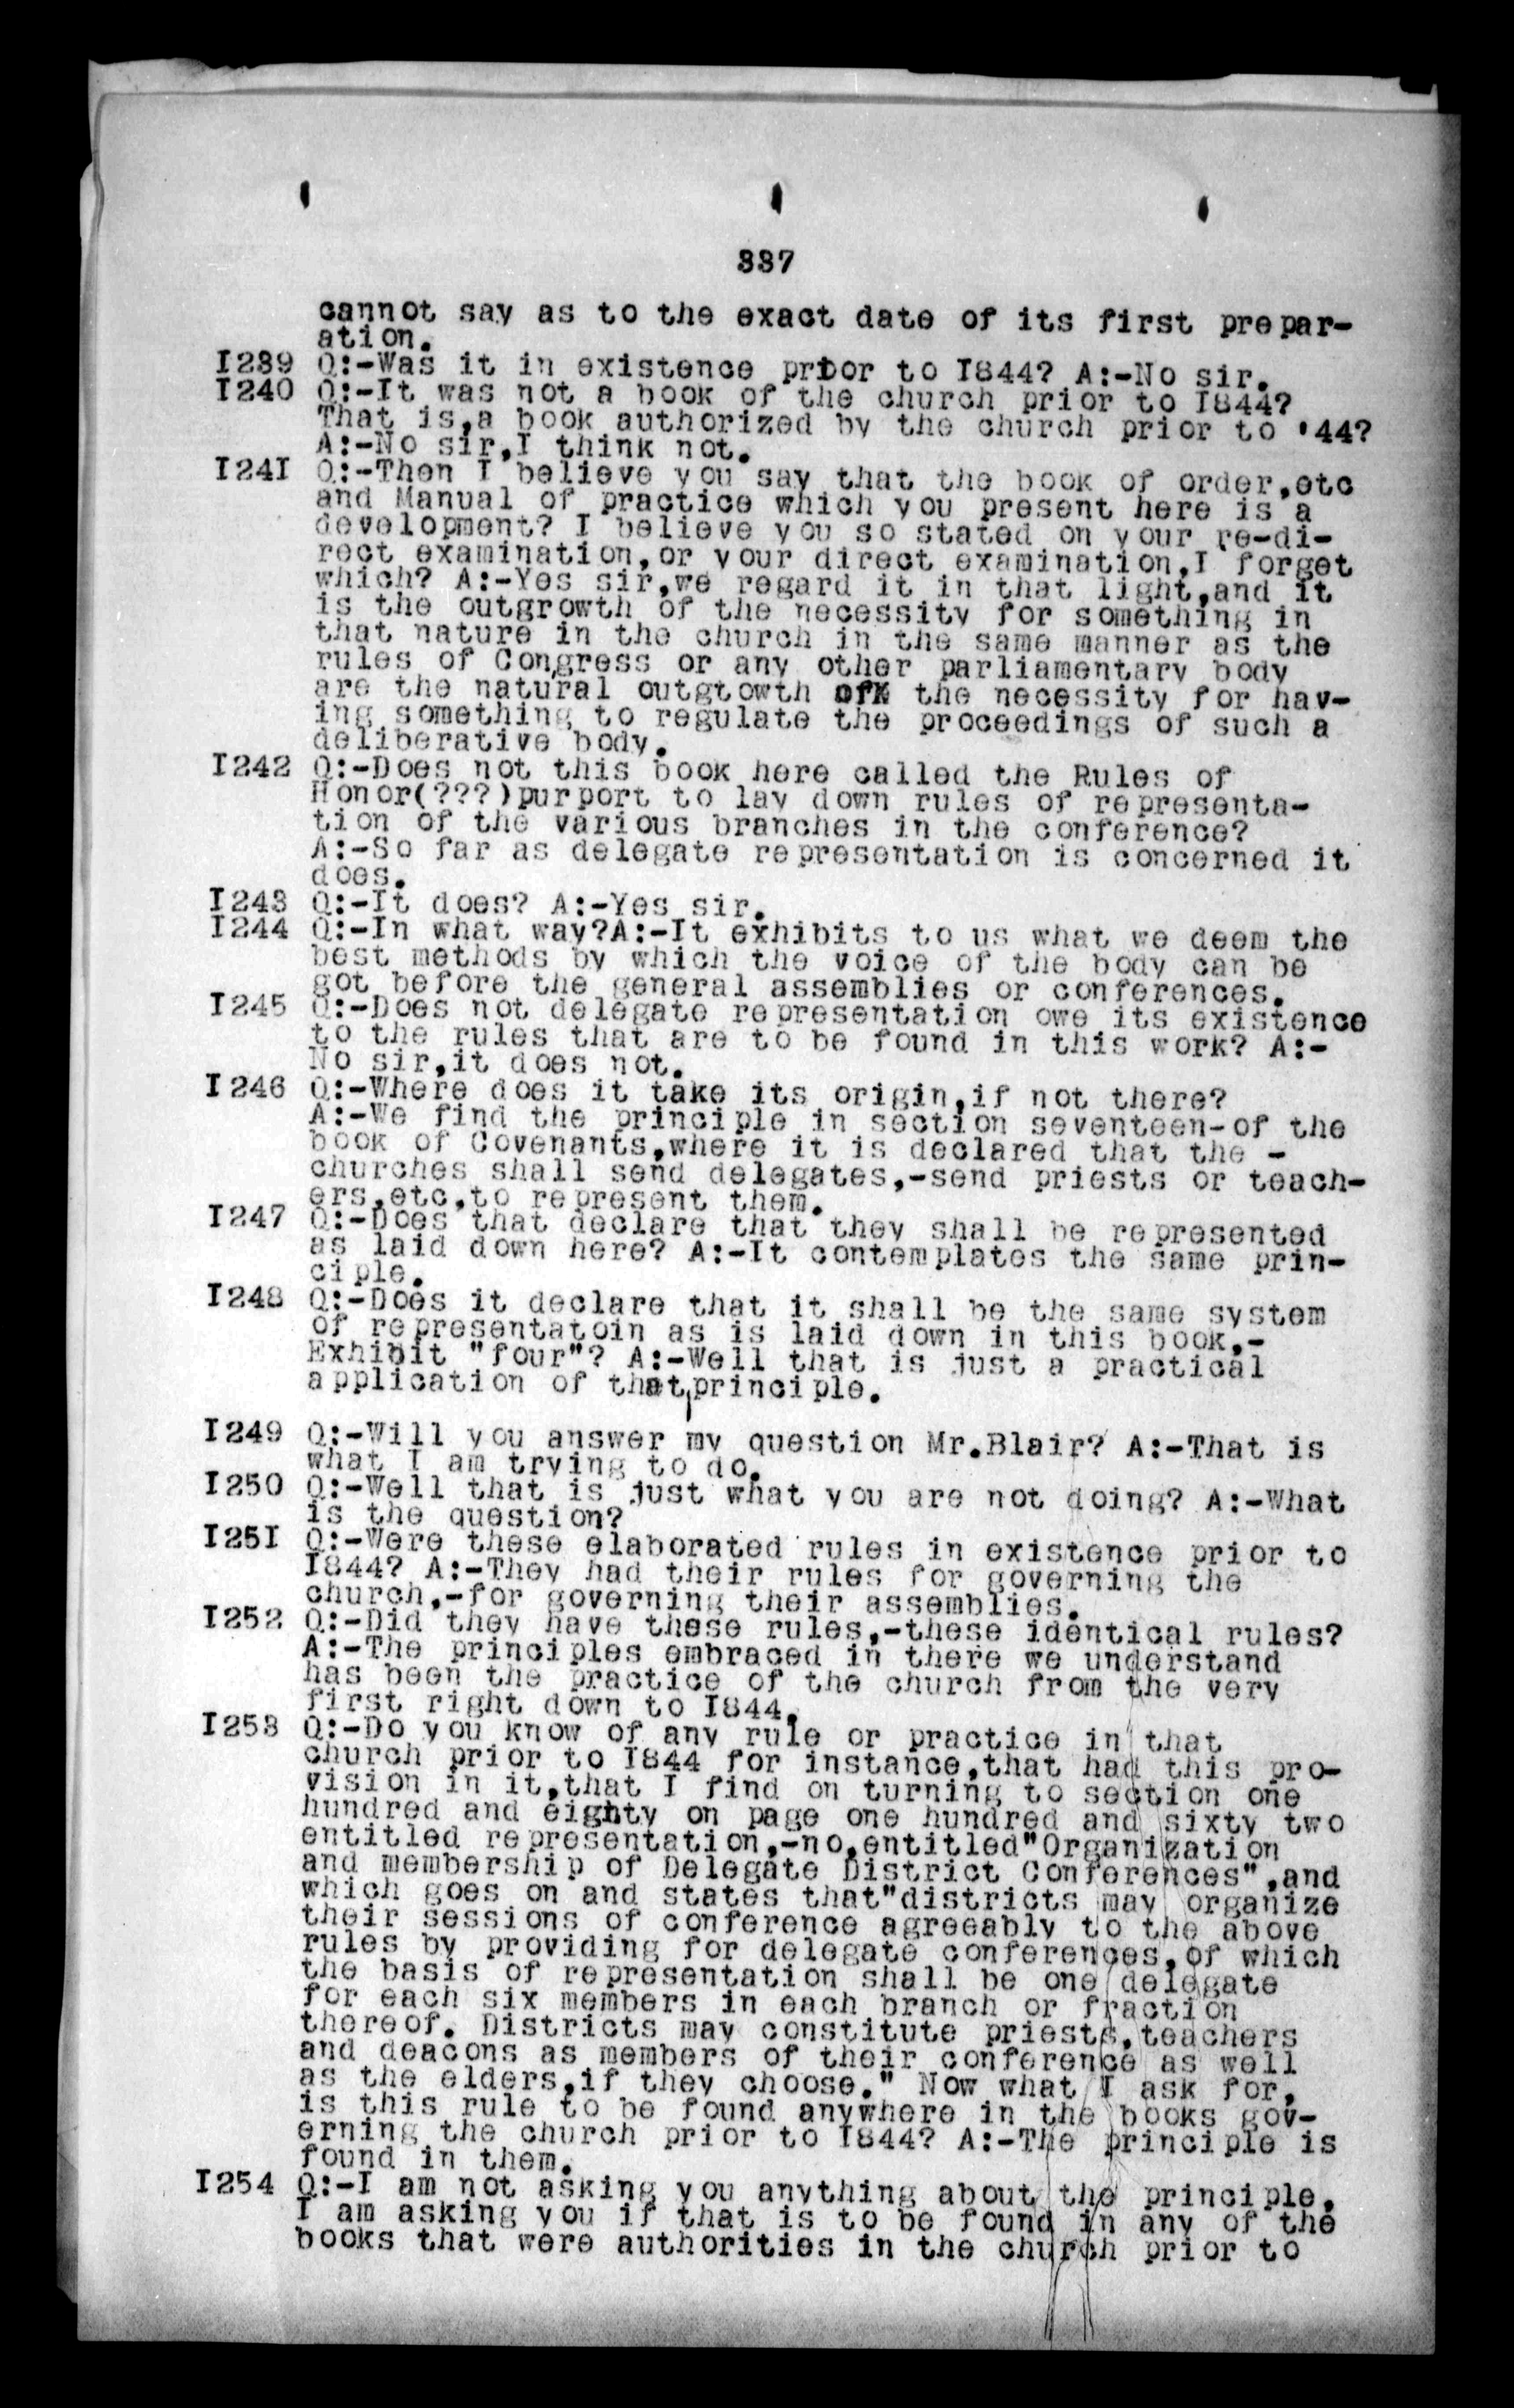 337
cannot say as to the exact date of its first prepar-
ation.
I239 Q:-Was it in existence prior to I844? A:-No sir.
I240 Q:-It was not a book of the church prior to I844?
That is,a book authorized by the church prior to '44?
A:-No sir,I think not.
I24I Q:-Then I believe you say that the book of order,etc
and Manual of practice which you present here is a
development? I believe you so stated on your re-di-
rect examination,or your direct examination,I forget
which? A:-Yes sir,we regard it in that light,and it
is the outgrowth of the necessity for something in
that nature in the church in the same manner as the
rules of Congress or any other parliamentary body
are the natural outgtowth of the necessity for hav-
ing something to regulate the proceedings of such a
deliberative body.
I242 Q:-Does not this book here called the Rules of
Honor(???)purport to lay down rules of representa-
tion of the various branches in the conference?
A:-So far as delegate representation is concerned it
does.
I243 Q:-It does? A:-Yes sir.
I244 Q:-In what way?A:-It exhibits to us what we deem the
best methods by which the voice of the body can be
got before the general assemblies or conferences.
I245 Q:-Does not delegate representation owe its existence
to the rules that are to be found in this work? A:-
No sir,it does not.
I246 Q:-Where does it take its origin,if not there?
A:-We find the principle in section seventeen-of the
book of Covenants,where it is declared that the -
churches shall send delegates,-send priests or teach-
ers,etc,to represent them.
I247 Q:-Does that declare that they shall be represented
as laid down here? A:-It contemplates the same prin-
ciple.
I248 Q:-Does it declare that it shall be the same system
of representatoin as is laid down in this book,-
Exhibit "four"? A:-Well that is just a practical
application of that principle.
I249 Q:-Will you answer my question Mr.Blair? A:-That is
what I am trying to do.
I250 Q:-Well that is just what you are not doing? A:-What
is the question?
I25I Q:-Were these elaborated rules in existence prior to
I844? A:-They had their rules for governing the
church,-for governing their assemblies.
I252 Q:-Did they have these rules,-these identical rules?
A:-The principles embraced in there we understand
has been the practice of the church from the very
first right down to I844.
I253 Q:-Do you know of any rule or practice in that
church prior to I844 for instance,that had this pro-
vision in it,that I find on turning to section one
hundred and eighty on page one hundred and sixty two
entitled representation,-no,entitled"Organization
and membership of Delegate District Conferences",and
which goes on and states that"districts may organize
their sessions of conference agreeably to the above
rules by providing for delegate conferences,of which
the basis of representation shall be one delegate
for each six members in each branch or fraction
thereof. Districts may constitute priests,teachers
and deacons as members of their conference as well
as the elders,if they choose." Now what I ask for,
is this rule to be found anywhere in the books gov-
erning the church prior to I844? A:-The principle is
found in them.
I254 Q:-I am not asking you anything about the principle,
I am asking you if that is to be found in any of the
books that were authorities in the church prior to